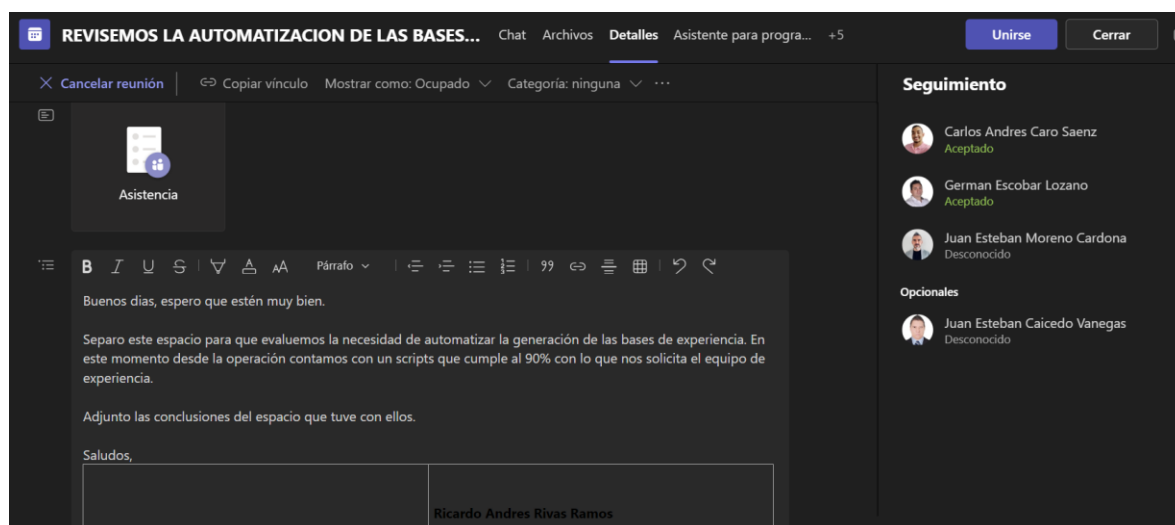 REVISEMOS LA AUTOMATIZACION DE LAS BASES... Chat Archivos Detalles Asistente para progra... +5 Unirse Cerrar
Cancelar reunión Copiar vínculo Mostrar como: Ocupado Categoría: ninguna ...
Asistencia
B I U S AA Párrafo
Buenos dias, espero que estén muy bien.
Separo este espacio para que evaluemos la necesidad de automatizar la generación de las bases de experiencia. En
este momento desde la operación contamos con un scripts que cumple al 90% con lo que nos solicita el equipo de
experiencia.
Adjunto las conclusiones del espacio que tuve con ellos.
Saludos,
Ricardo Andres Rivas Ramos
Seguimiento
Carlos Andres Caro Saenz
Aceptado
German Escobar Lozano
Aceptado
Juan Esteban Moreno Cardona
Desconocido
Opcionales
Juan Esteban Caicedo Vanegas
Desconocido